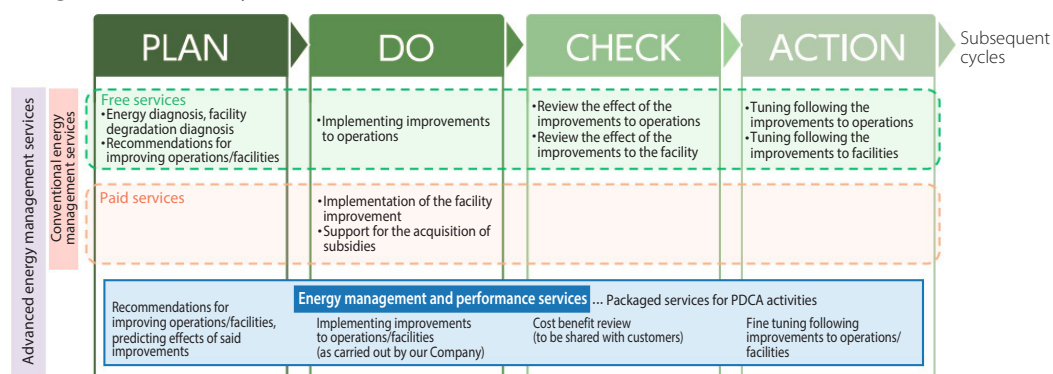 PLAN
DO
CHECK
ACTION
Subsequent
cycles
Advanced energy management services
Conventional energy
management services
Free services
•Energy diagnosis, facility
degradation diagnosis
•Recommendations for
improving operations/facilities
•Implementing improvements
to operations
•Review the effect of the
improvements to operations
•Review the effect of the
improvements to the facility
•Tuning following the
improvements to operations
•Tuning following the
improvements to facilities
Paid services
•Implementation of the facility
improvement
•Support for the acquisition of
subsidies
Energy management and performance services ... Packaged services for PDCA activities
Recommendations for
improving operations/facilities,
predicting effects of said
improvements
Implementing improvements
to operations/facilities
(as carried out by our Company)
Cost benefit review
(to be shared with customers)
Fine tuning following
improvements to operations/
facilities